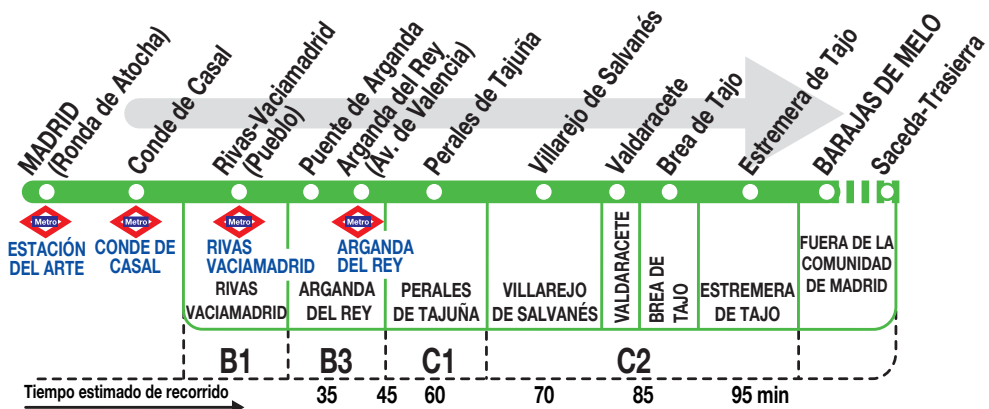 MADRID
(Ronda de Atocha)
Conde de Casal
Rivas-Vaciamadrid
(Pueblo)
Puente de Arganda
Arganda del Rey
(Av. de Valencia)
Perales de Tajuña
Villarejo de Salvanés
Valdaracete
Brea de Tajo
Estremera de Tajo
BARAJAS DE MELO
Saceda-Trasierra
Metro
Metro
Metro
Metro
ESTACIÓN
DEL ARTE
CONDE DE
CASAL
RIVAS
VACIAMADRID
ARGANDA
DEL REY
RIVAS
VACIAMADRID
ARGANDA
DEL REY
PERALES
DE TAJUÑA
VILLAREJO
DE SALVANÉS
VALDARACETE
BREA DE
TAJO
ESTREMERA
DE TAJO
FUERA DE LA
COMUNIDAD
DE MADRID
B1
B3
C1
C2
Tiempo estimado de recorrido 35 45 60 70 85 95 min